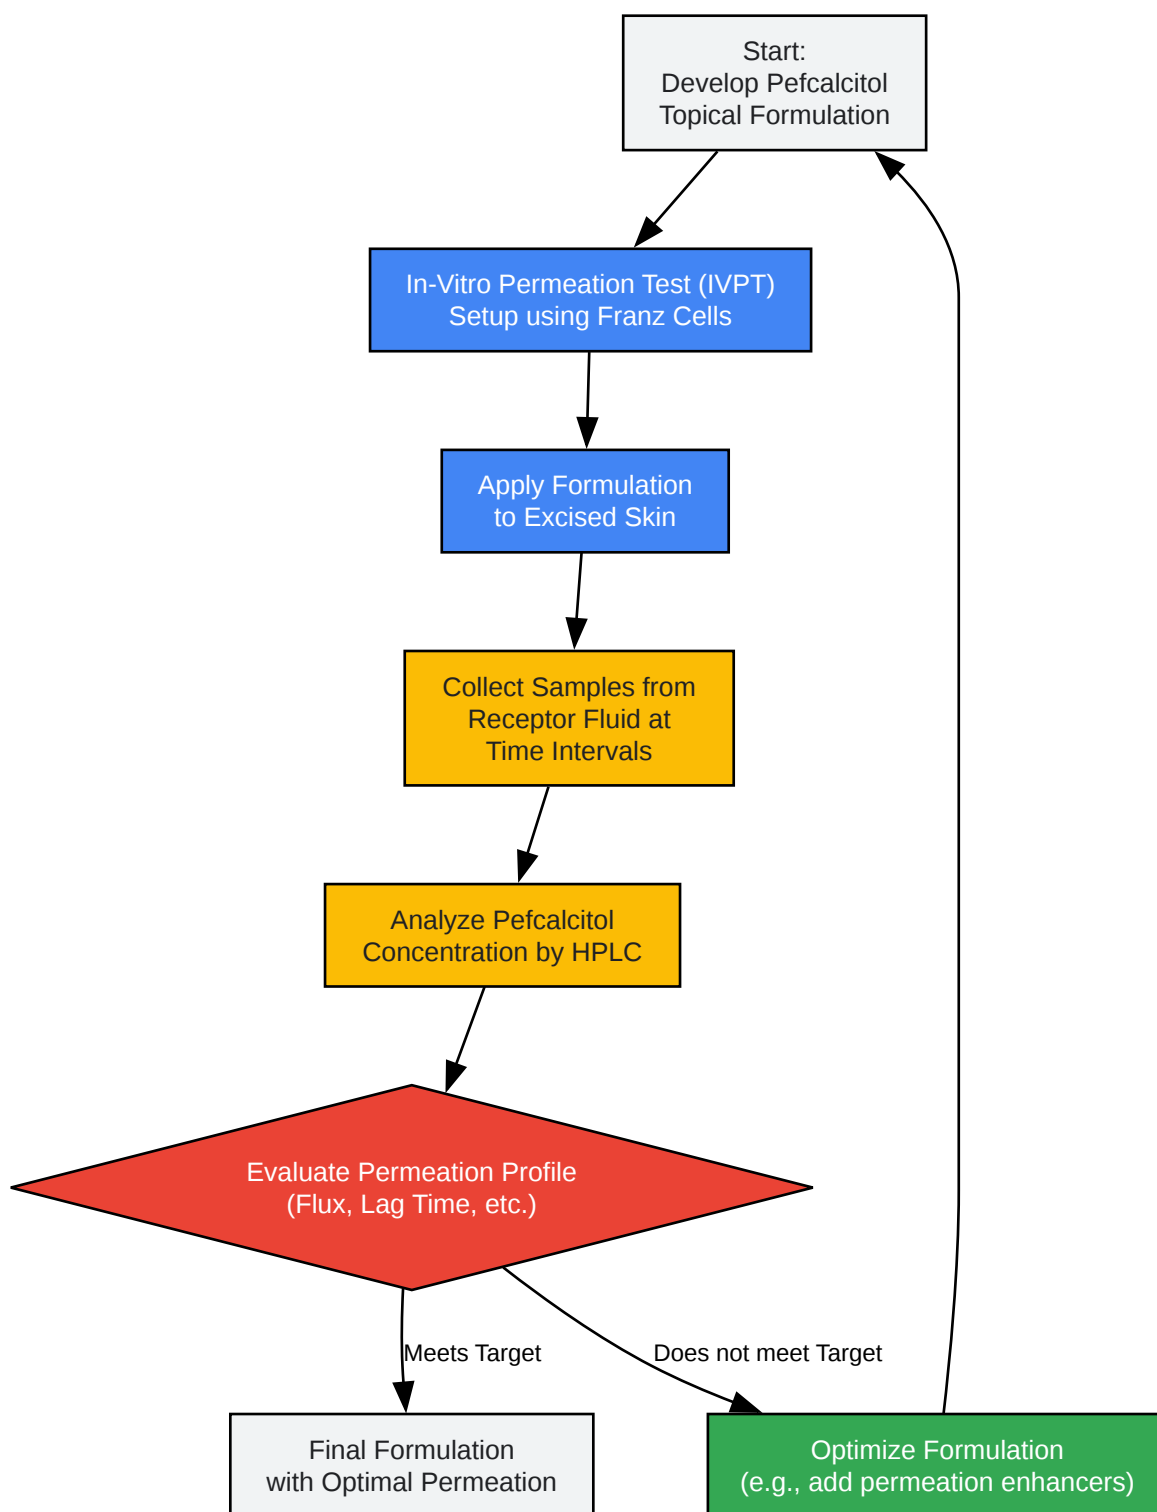 Start:
Develop Pefcalcitol
Topical Formulation
In-Vitro Permeation Test (IVPT)
Setup using Franz Cells
Apply Formulation
to Excised Skin
Collect Samples from
Receptor Fluid at
Time Intervals
Analyze Pefcalcitol
Concentration by HPLC
Evaluate Permeation Profile
(Flux, Lag Time, etc.)
Meets Target
Does not meet Target
Final Formulation
with Optimal Permeation
Optimize Formulation
(e.g., add permeation enhancers)